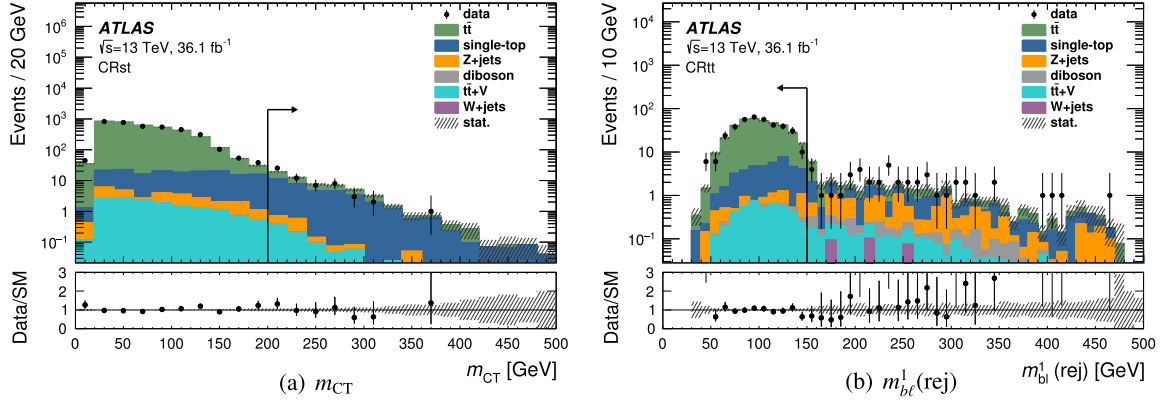 Events / 20 GeV
10⁶
10⁵
10⁴
10³
10²
10
1
10⁻¹
ATLAS
√s=13 TeV, 36.1 fb⁻¹
CRst
data
tt̄
single-top
Z+jets
diboson
tt̄+V
W+jets
stat.
Data/SM
3
2
1
0
0 50 100 150 200 250 300 350 400 450 500
m_CT [GeV]
(a) m_CT
Events / 10 GeV
10⁴
10³
10²
10
1
10⁻¹
ATLAS
√s=13 TeV, 36.1 fb⁻¹
CRtt
data
tt̄
single-top
Z+jets
diboson
tt̄+V
W+jets
stat.
Data/SM
3
2
1
0
0 50 100 150 200 250 300 350 400 450 500
m¹_bl (rej) [GeV]
(b) m¹_bℓ(rej)